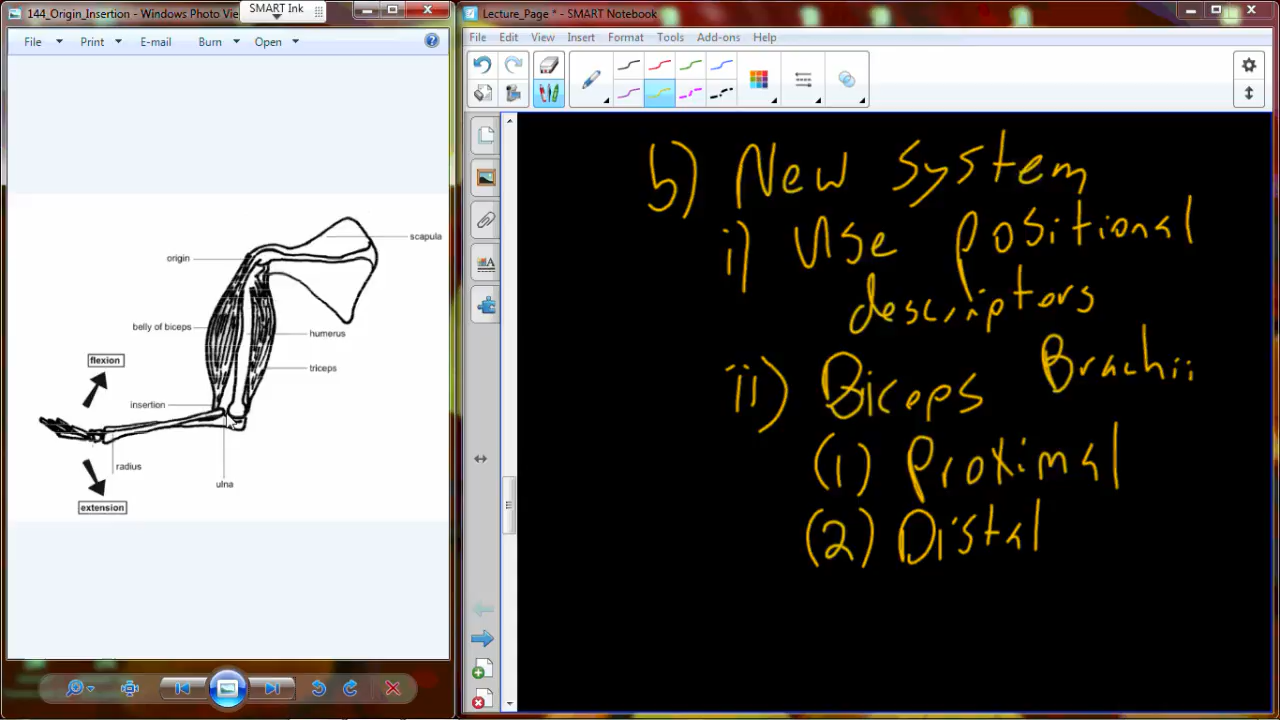 144_Origin_Insertion - Windows Photo Vie
SMART Ink
File Print E-mail Burn Open
scapula
origin
belly of biceps
humerus
flexion
triceps
insertion
radius
ulna
extension
Lecture_Page * - SMART Notebook
File Edit View Insert Format Tools Add-ons Help
b) New System
i) Use positional
descriptors
ii) Biceps Brachii
(1) Proximal
(2) Distal